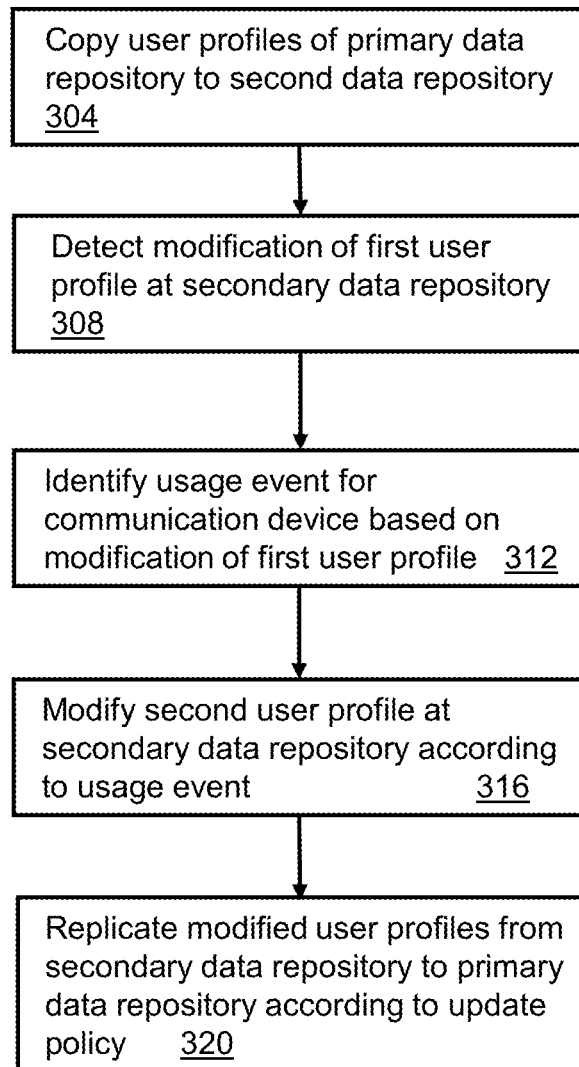 Copy user profiles of primary data
repository to second data repository
304
Detect modification of first user
profile at secondary data repository
308
Identify usage event for
communication device based on
modification of first user profile 312
Modify second user profile at
secondary data repository according
to usage event 316
Replicate modified user profiles from
secondary data repository to primary
data repository according to update
policy 320